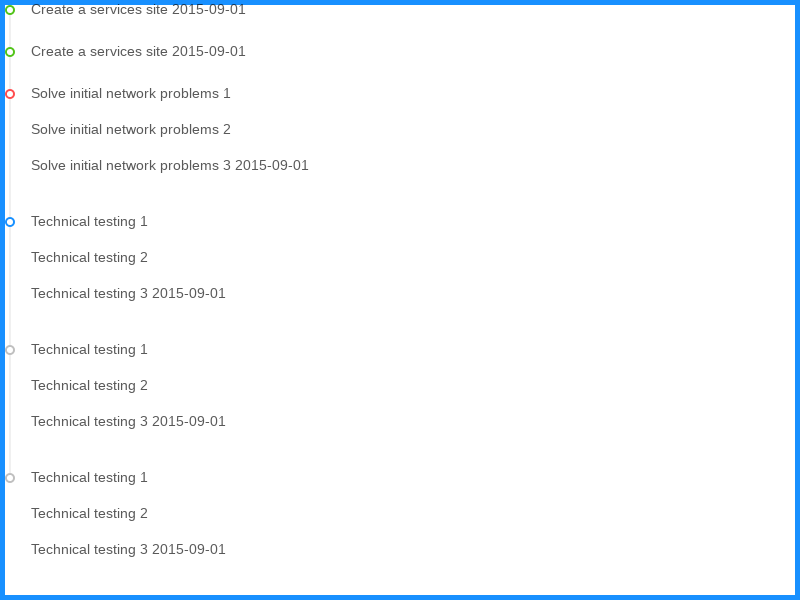 Create a services site 2015-09-01
Create a services site 2015-09-01
Solve initial network problems 1
Solve initial network problems 2
Solve initial network problems 3 2015-09-01
Technical testing 1
Technical testing 2
Technical testing 3 2015-09-01
Technical testing 1
Technical testing 2
Technical testing 3 2015-09-01
Technical testing 1
Technical testing 2
Technical testing 3 2015-09-01